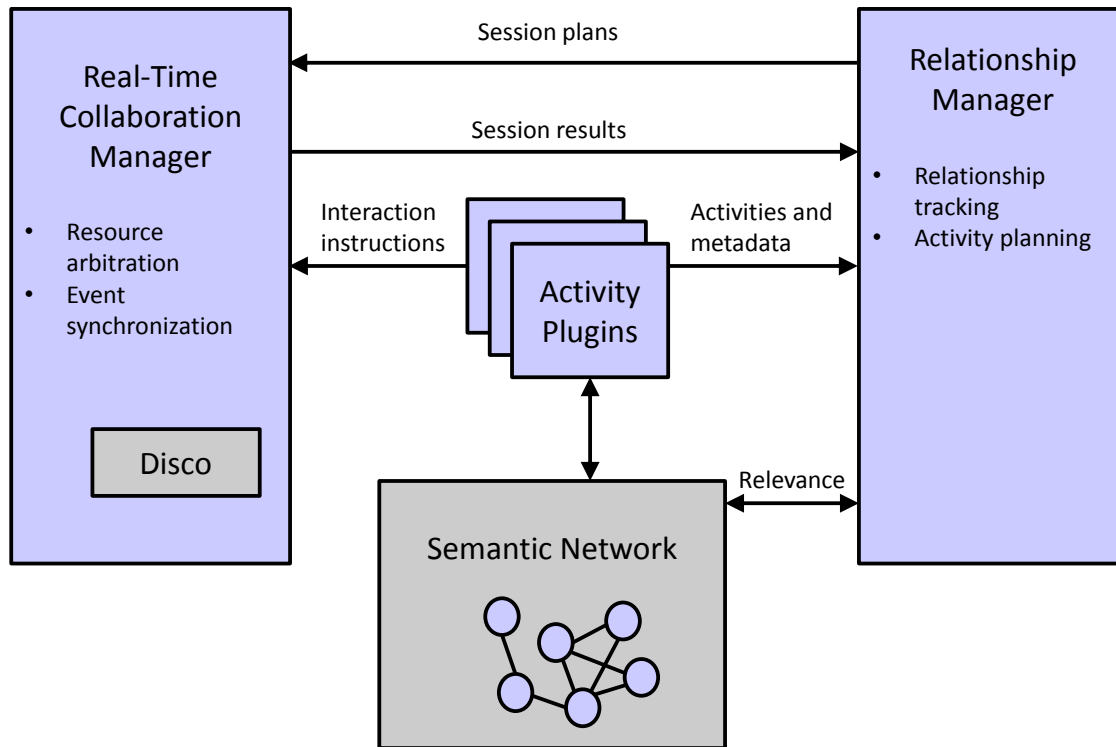 Session plans
Real-Time
Collaboration
Manager
• Resource
arbitration
• Event
synchronization
Disco
Session results
Interaction
instructions
Activities and
metadata
Activity
Plugins
Relationship
Manager
• Relationship
tracking
• Activity planning
Relevance
Semantic Network